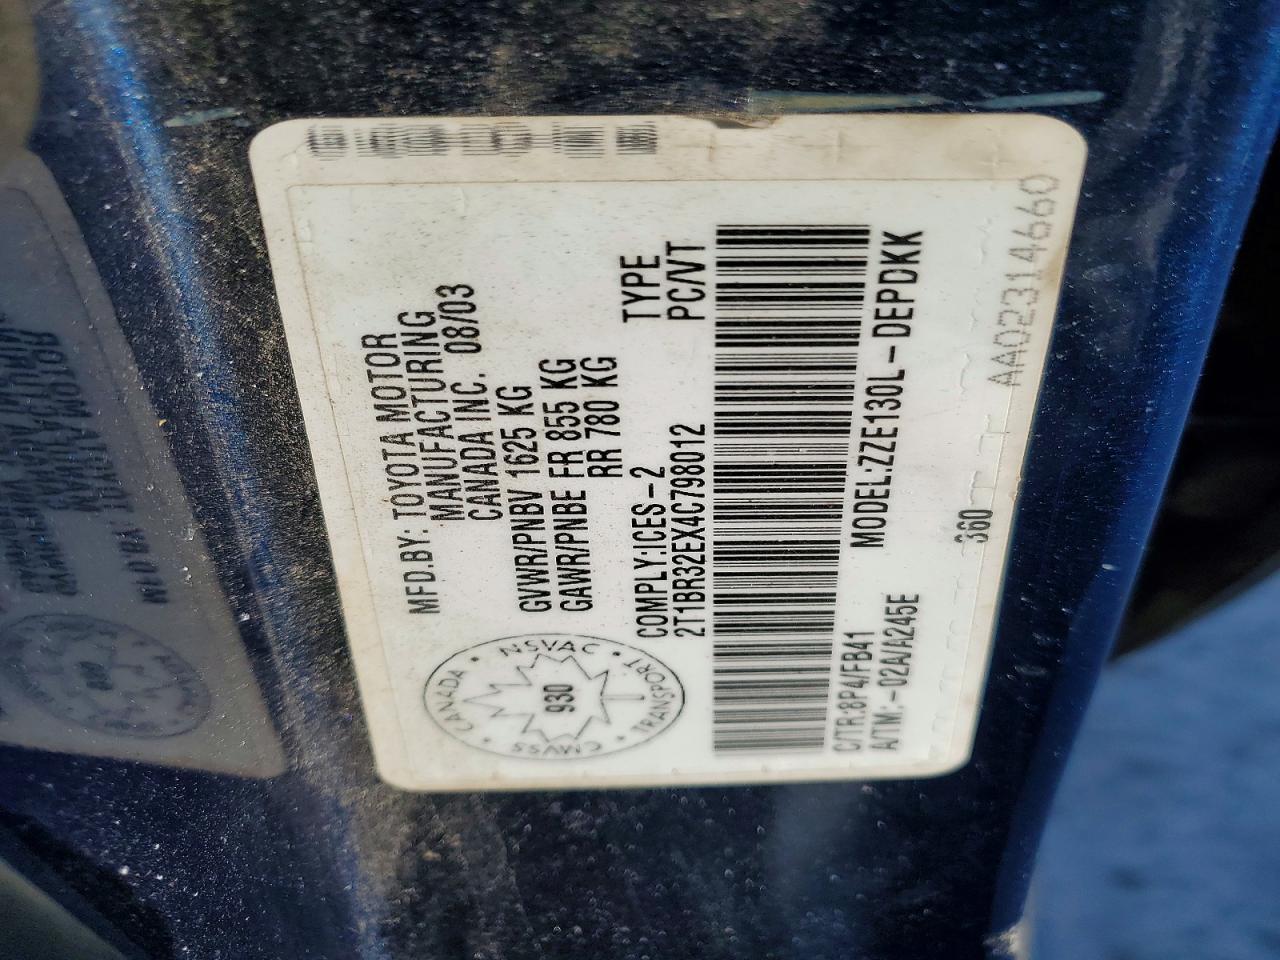 MFD.BY: TOYOTA MOTOR
MANUFACTURING
CANADA INC. 08/03
GVWR/PNBV 1625 KG
GAWR/PNBE FR 855 KG
RR 780 KG
TYPE
PC/VT
COMPLY:ICES-2
2T1BR32EX4C798012
CANADA • NSVAC • TRANSPORT • CMVSS •
930
C/TR:8P4/FB41
A/TM:-02A/A245E
MODEL:ZZE130L-DEPDKK
360
AA02314660